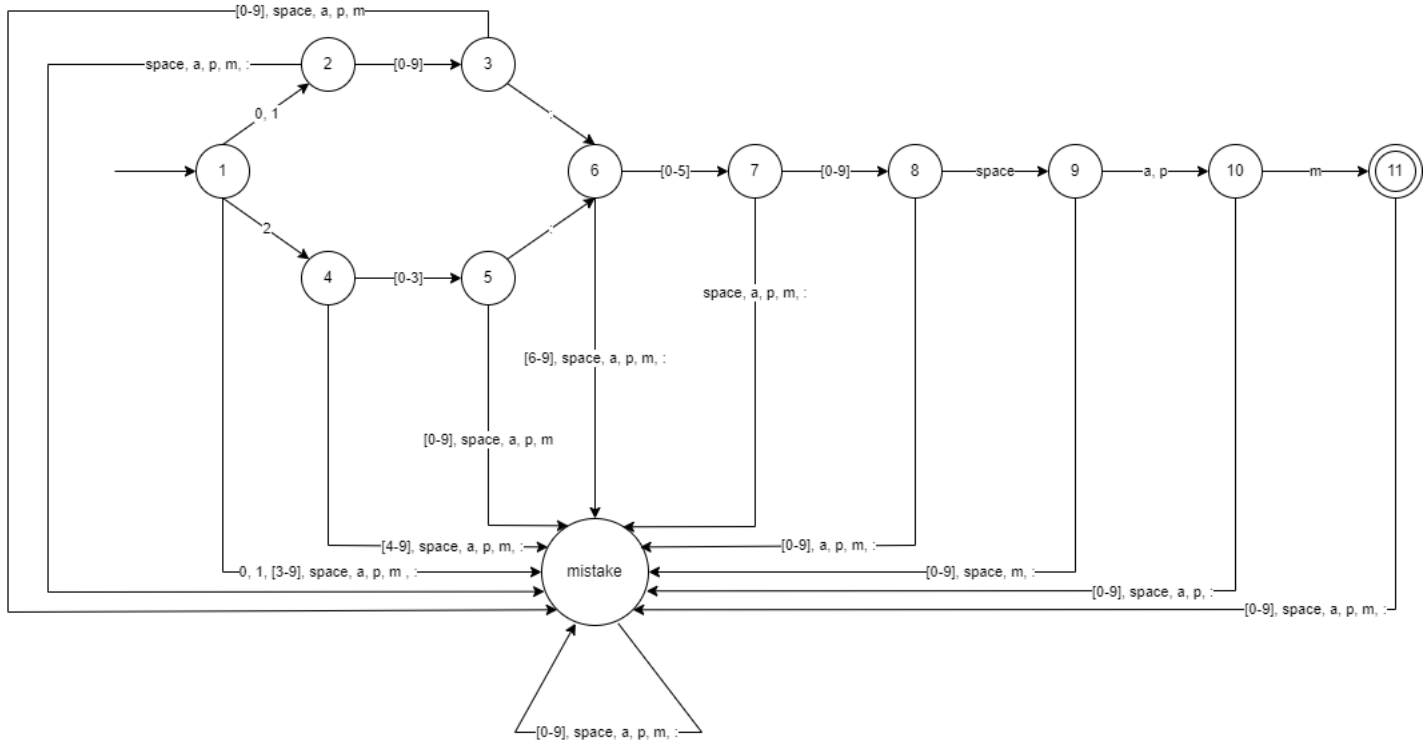 [0-9], space, a, p, m
space, a, p, m, :
2
[0-9]
3
0, 1
:
1
6
[0-5]
7
[0-9]
8
space
9
a, p
10
m
11
2
:
4
[0-3]
5
space, a, p, m, :
[6-9], space, a, p, m, :
[0-9], space, a, p, m
[4-9], space, a, p, m, :
[0-9], a, p, m, :
0, 1, [3-9], space, a, p, m , :
mistake
[0-9], space, m, :
[0-9], space, a, p, :
[0-9], space, a, p, m, :
[0-9], space, a, p, m, :